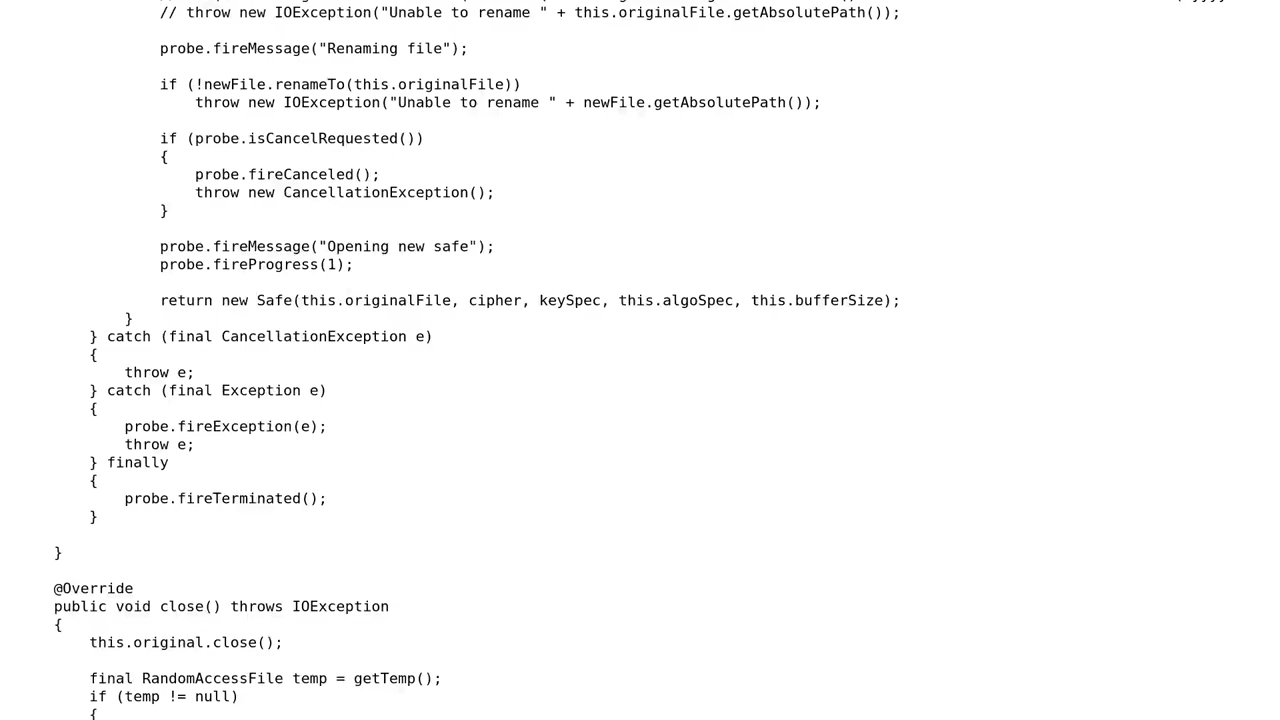 // throw new IOException("Unable to rename " + this.originalFile.getAbsolutePath());
probe.fireMessage("Renaming file");
if (!newFile.renameTo(this.originalFile))
throw new IOException("Unable to rename " + newFile.getAbsolutePath());
if (probe.isCancelRequested())
{
probe.fireCanceled();
throw new CancellationException();
}
probe.fireMessage("Opening new safe");
probe.fireProgress(1);
return new Safe(this.originalFile, cipher, keySpec, this.algoSpec, this.bufferSize);
}
} catch (final CancellationException e)
{
throw e;
} catch (final Exception e)
{
probe.fireException(e);
throw e;
} finally
{
probe.fireTerminated();
}
}
@Override
public void close() throws IOException
{
this.original.close();
final RandomAccessFile temp = getTemp();
if (temp != null)
{